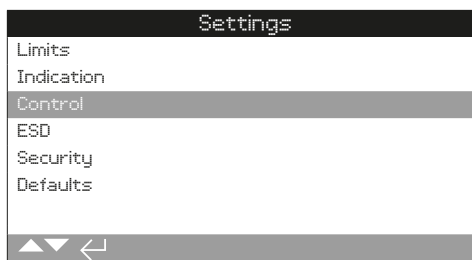 Settings
Limits
Indication
Control
ESD
Security
Defaults